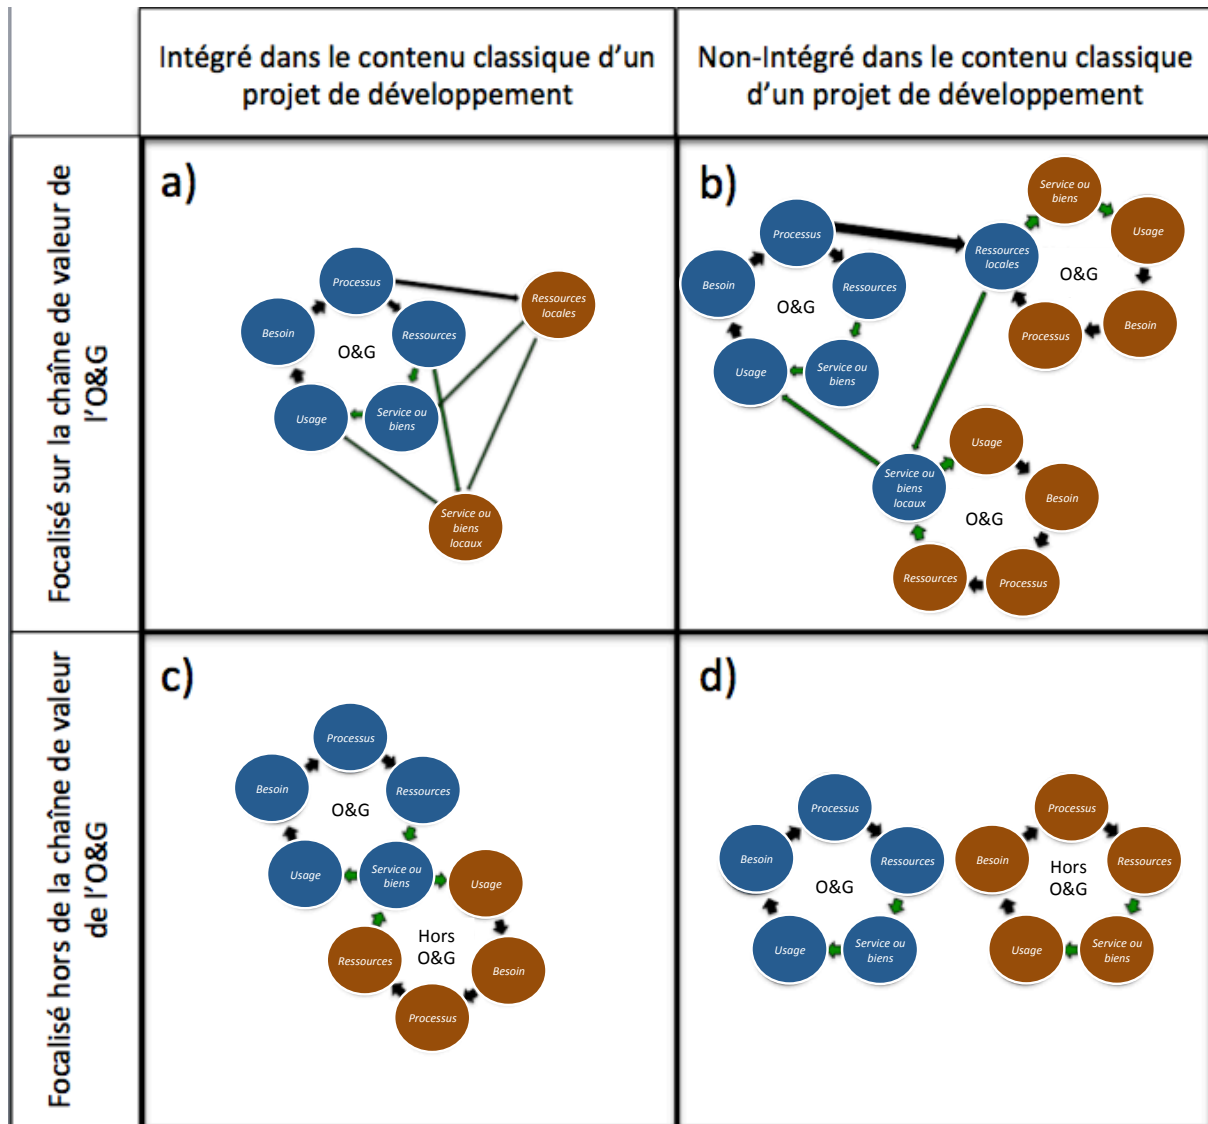 Intégré dans le contenu classique d’un
projet de développement
Non-Intégré dans le contenu classique
d’un projet de développement
Focalisé sur la chaîne de valeur de
l’O&G
a)
Processus
Besoin
Ressources
O&G
Usage
Service ou
biens
Ressources
locales
Service ou
biens
locaux
b)
Processus
Besoin
Ressources
O&G
Usage
Service ou
biens
Service ou
biens
Ressources
locales
Usage
O&G
Processus
Besoin
Usage
Service ou
biens
locaux
Besoin
O&G
Ressources
Processus
Focalisé hors de la chaîne de valeur
de l’O&G
c)
Processus
Besoin
Ressources
O&G
Usage
Service ou
biens
Usage
Hors
O&G
Ressources
Besoin
Processus
d)
Processus
Besoin
Ressources
O&G
Usage
Service ou
biens
Processus
Besoin
Ressources
Hors
O&G
Usage
Service ou
biens